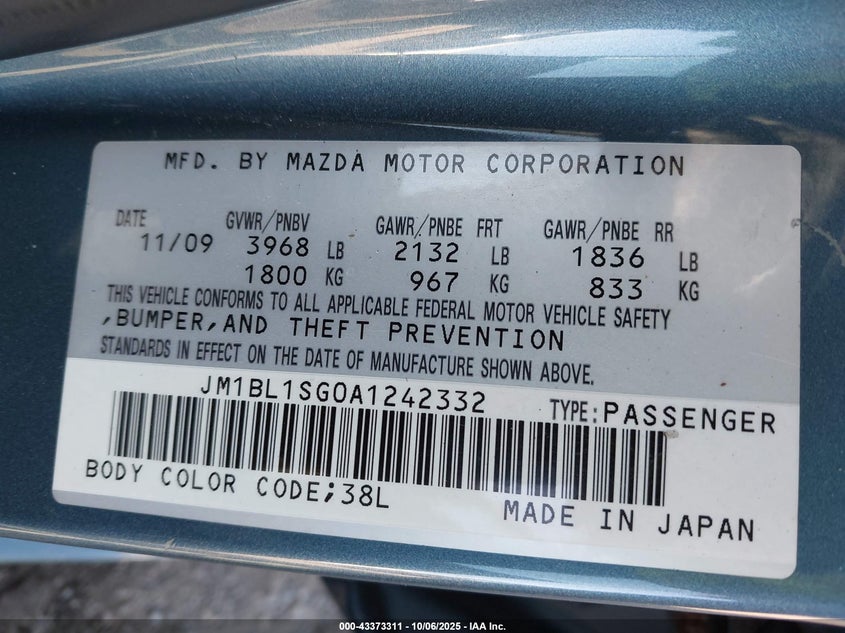 MFD. BY MAZDA MOTOR CORPORATION
DATE GVWR/PNBV GAWR/PNBE FRT GAWR/PNBE RR
11/09 3968 LB 2132 LB 1836 LB
1800 KG 967 KG 833 KG
THIS VEHICLE CONFORMS TO ALL APPLICABLE FEDERAL MOTOR VEHICLE SAFETY
,BUMPER,AND THEFT PREVENTION
STANDARDS IN EFFECT ON THE DATE OF MANUFACTURE SHOWN ABOVE.
JM1BL1SG0A1242332 TYPE:PASSENGER
BODY COLOR CODE;38L
MADE IN JAPAN
000-43373311 - 10/06/2025 - IAA Inc.